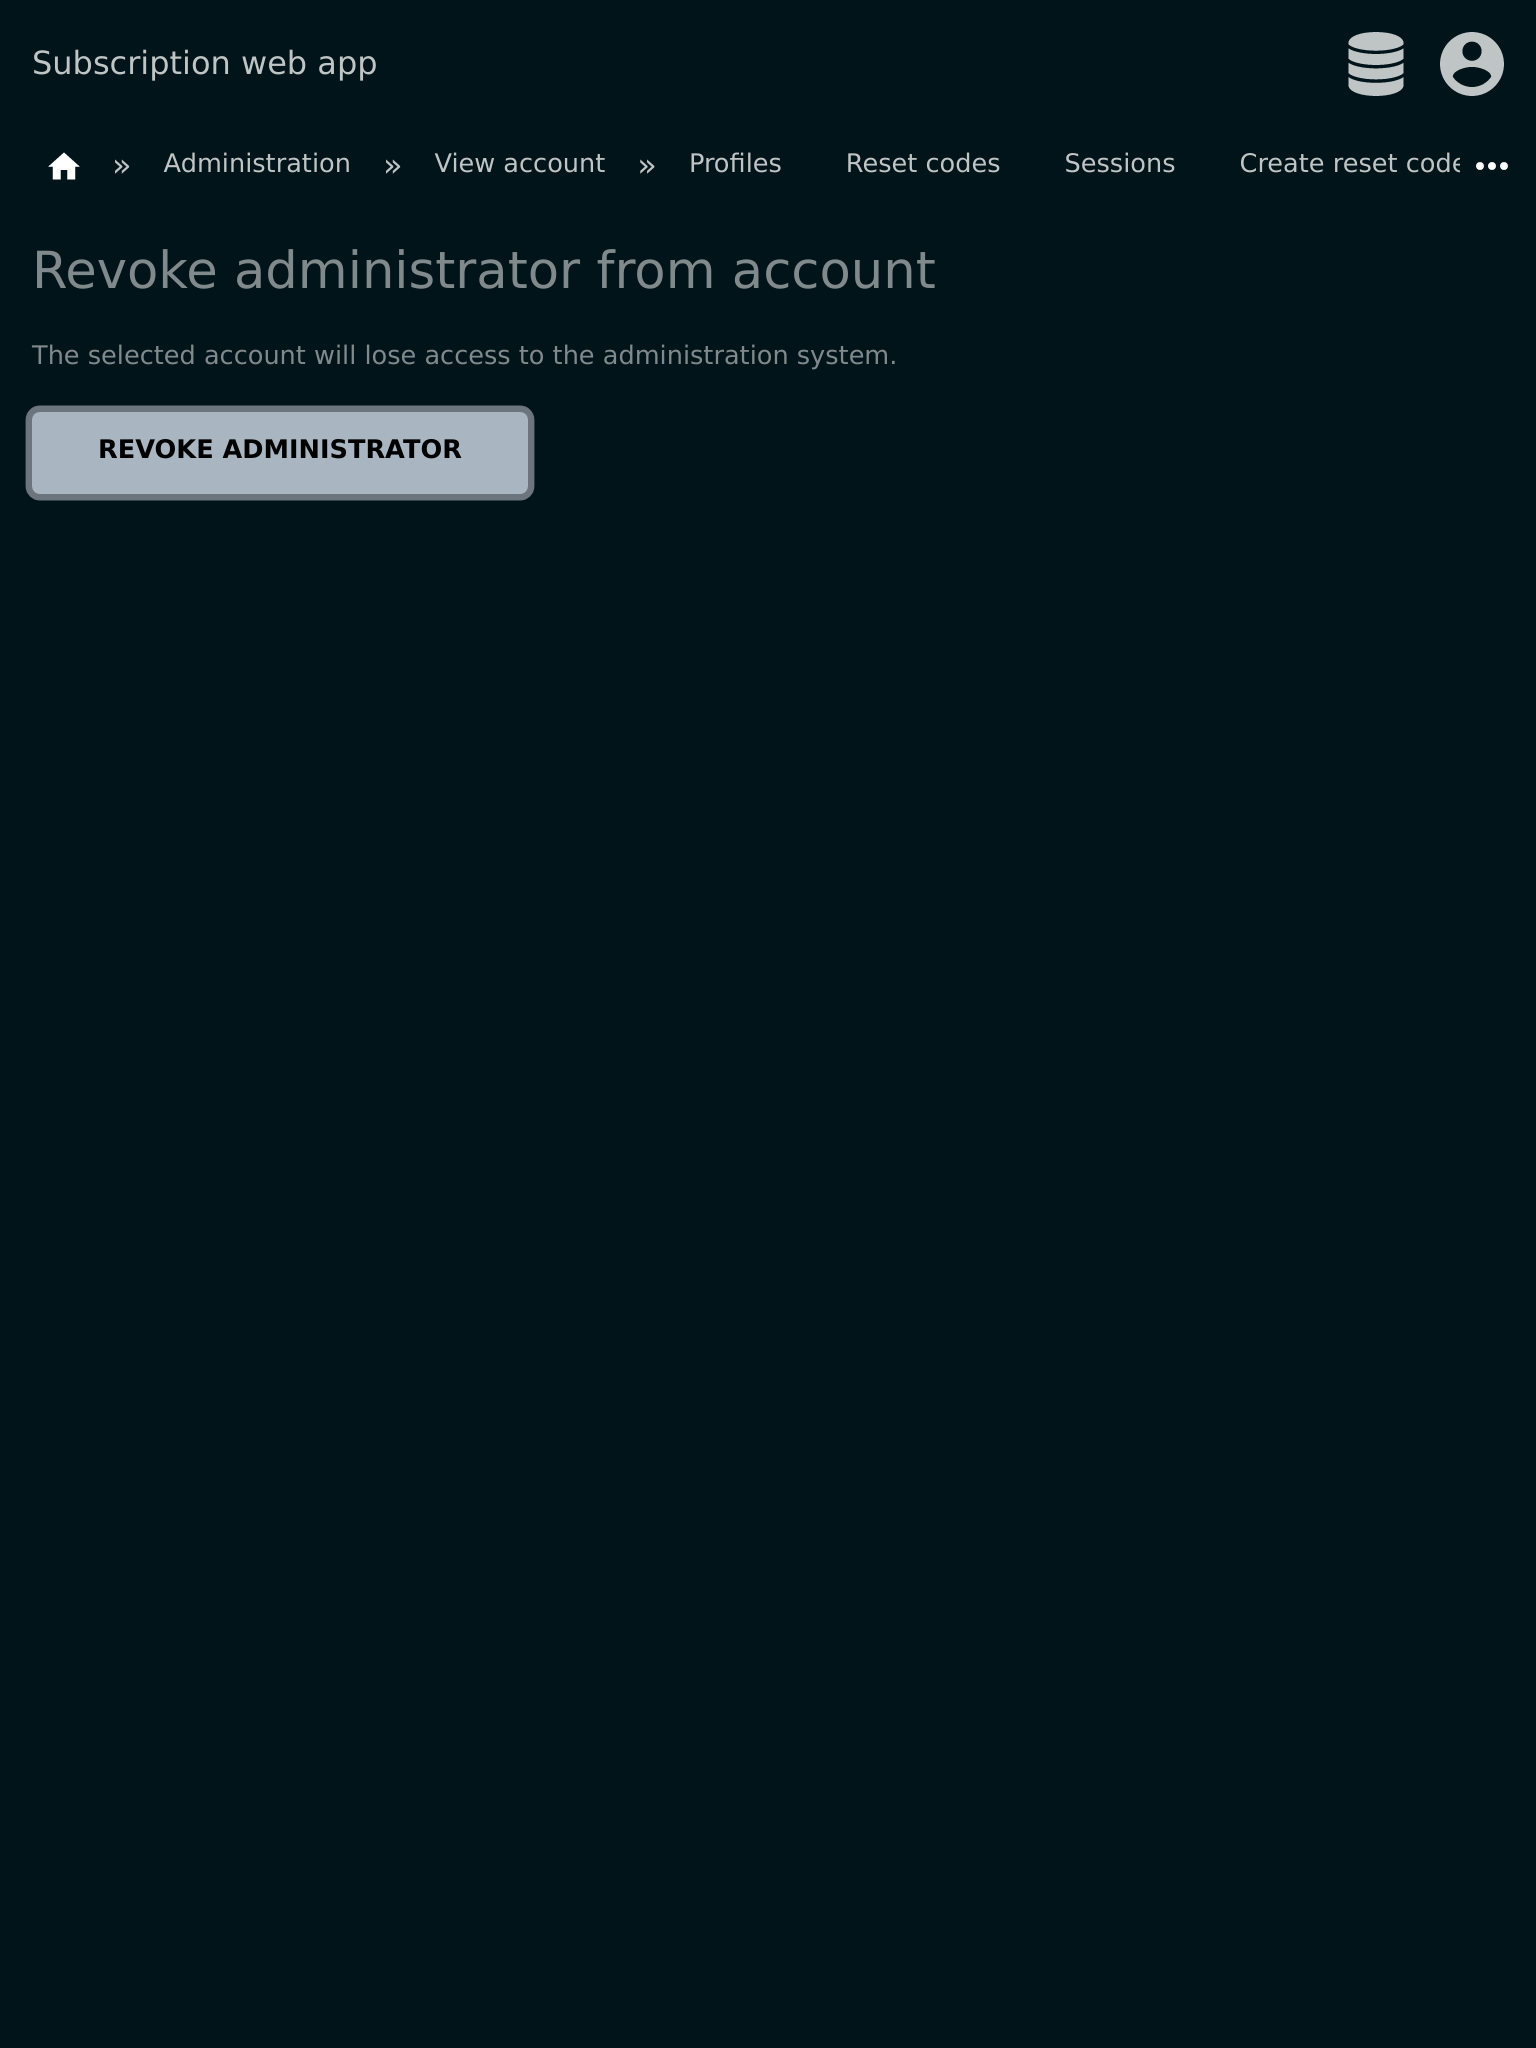 Subscription web app
» Administration » View account » Profiles Reset codes Sessions Create reset code
Revoke administrator from account
The selected account will lose access to the administration system.
REVOKE ADMINISTRATOR